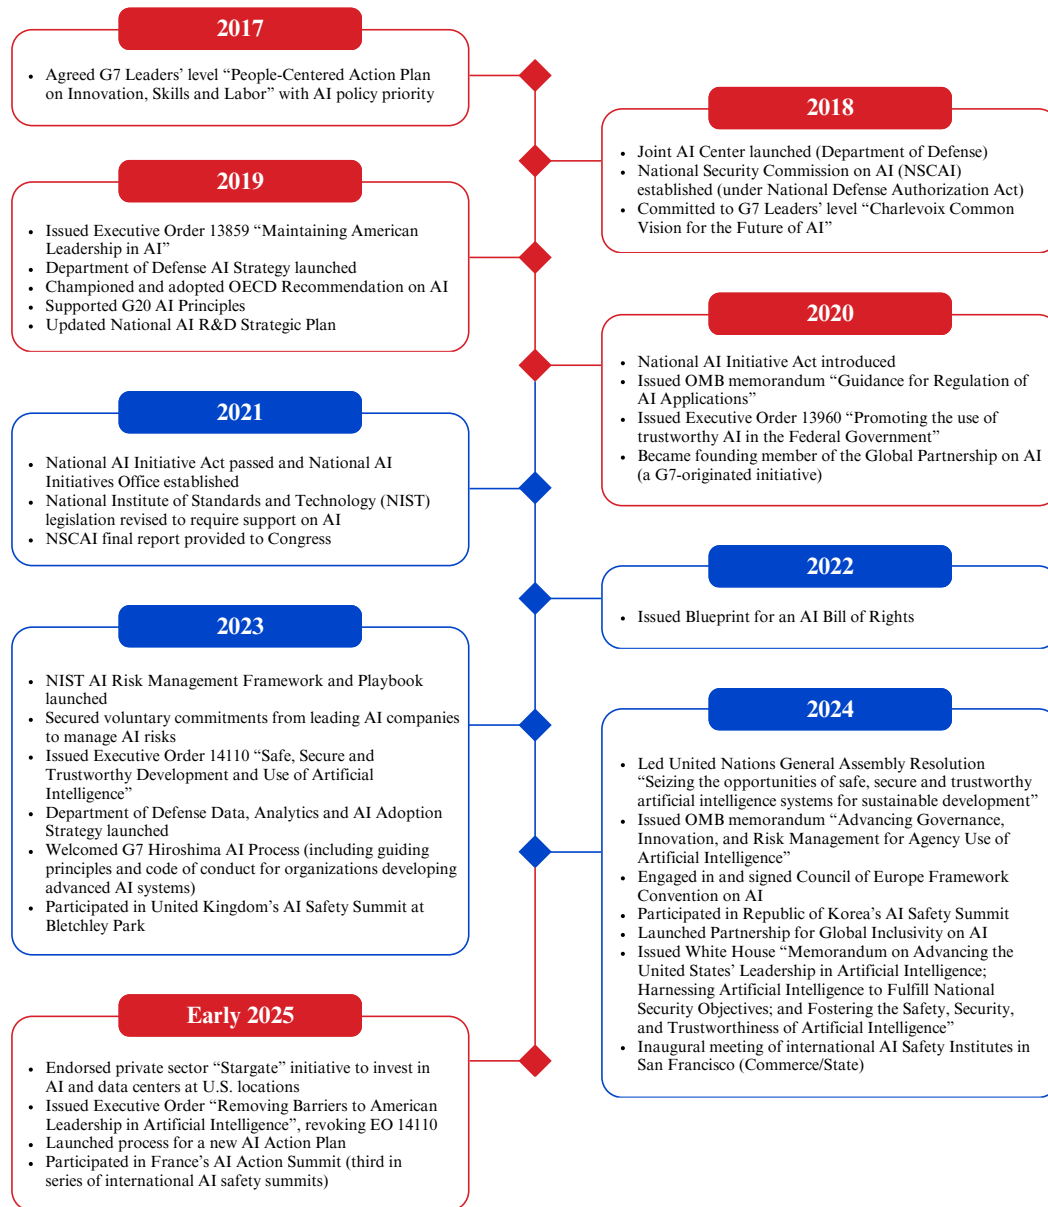 2017
• Agreed G7 Leaders’ level “People-Centered Action Plan
on Innovation, Skills and Labor” with AI policy priority
2018
• Joint AI Center launched (Department of Defense)
• National Security Commission on AI (NSCAI)
established (under National Defense Authorization Act)
• Committed to G7 Leaders’ level “Charlevoix Common
Vision for the Future of AI”
2019
• Issued Executive Order 13859 “Maintaining American
Leadership in AI”
• Department of Defense AI Strategy launched
• Championed and adopted OECD Recommendation on AI
• Supported G20 AI Principles
• Updated National AI R&D Strategic Plan
2020
• National AI Initiative Act introduced
• Issued OMB memorandum “Guidance for Regulation of
AI Applications”
• Issued Executive Order 13960 “Promoting the use of
trustworthy AI in the Federal Government”
• Became founding member of the Global Partnership on AI
(a G7-originated initiative)
2021
• National AI Initiative Act passed and National AI
Initiatives Office established
• National Institute of Standards and Technology (NIST)
legislation revised to require support on AI
• NSCAI final report provided to Congress
2022
• Issued Blueprint for an AI Bill of Rights
2023
• NIST AI Risk Management Framework and Playbook
launched
• Secured voluntary commitments from leading AI companies
to manage AI risks
• Issued Executive Order 14110 “Safe, Secure and
Trustworthy Development and Use of Artificial
Intelligence”
• Department of Defense Data, Analytics and AI Adoption
Strategy launched
• Welcomed G7 Hiroshima AI Process (including guiding
principles and code of conduct for organizations developing
advanced AI systems)
• Participated in United Kingdom’s AI Safety Summit at
Bletchley Park
2024
• Led United Nations General Assembly Resolution
“Seizing the opportunities of safe, secure and trustworthy
artificial intelligence systems for sustainable development”
• Issued OMB memorandum “Advancing Governance,
Innovation, and Risk Management for Agency Use of
Artificial Intelligence”
• Engaged in and signed Council of Europe Framework
Convention on AI
• Participated in Republic of Korea’s AI Safety Summit
• Launched Partnership for Global Inclusivity on AI
• Issued White House “Memorandum on Advancing the
United States’ Leadership in Artificial Intelligence;
Harnessing Artificial Intelligence to Fulfill National
Security Objectives; and Fostering the Safety, Security,
and Trustworthiness of Artificial Intelligence”
• Inaugural meeting of international AI Safety Institutes in
San Francisco (Commerce/State)
Early 2025
• Endorsed private sector “Stargate” initiative to invest in
AI and data centers at U.S. locations
• Issued Executive Order “Removing Barriers to American
Leadership in Artificial Intelligence”, revoking EO 14110
• Launched process for a new AI Action Plan
• Participated in France’s AI Action Summit (third in
series of international AI safety summits)